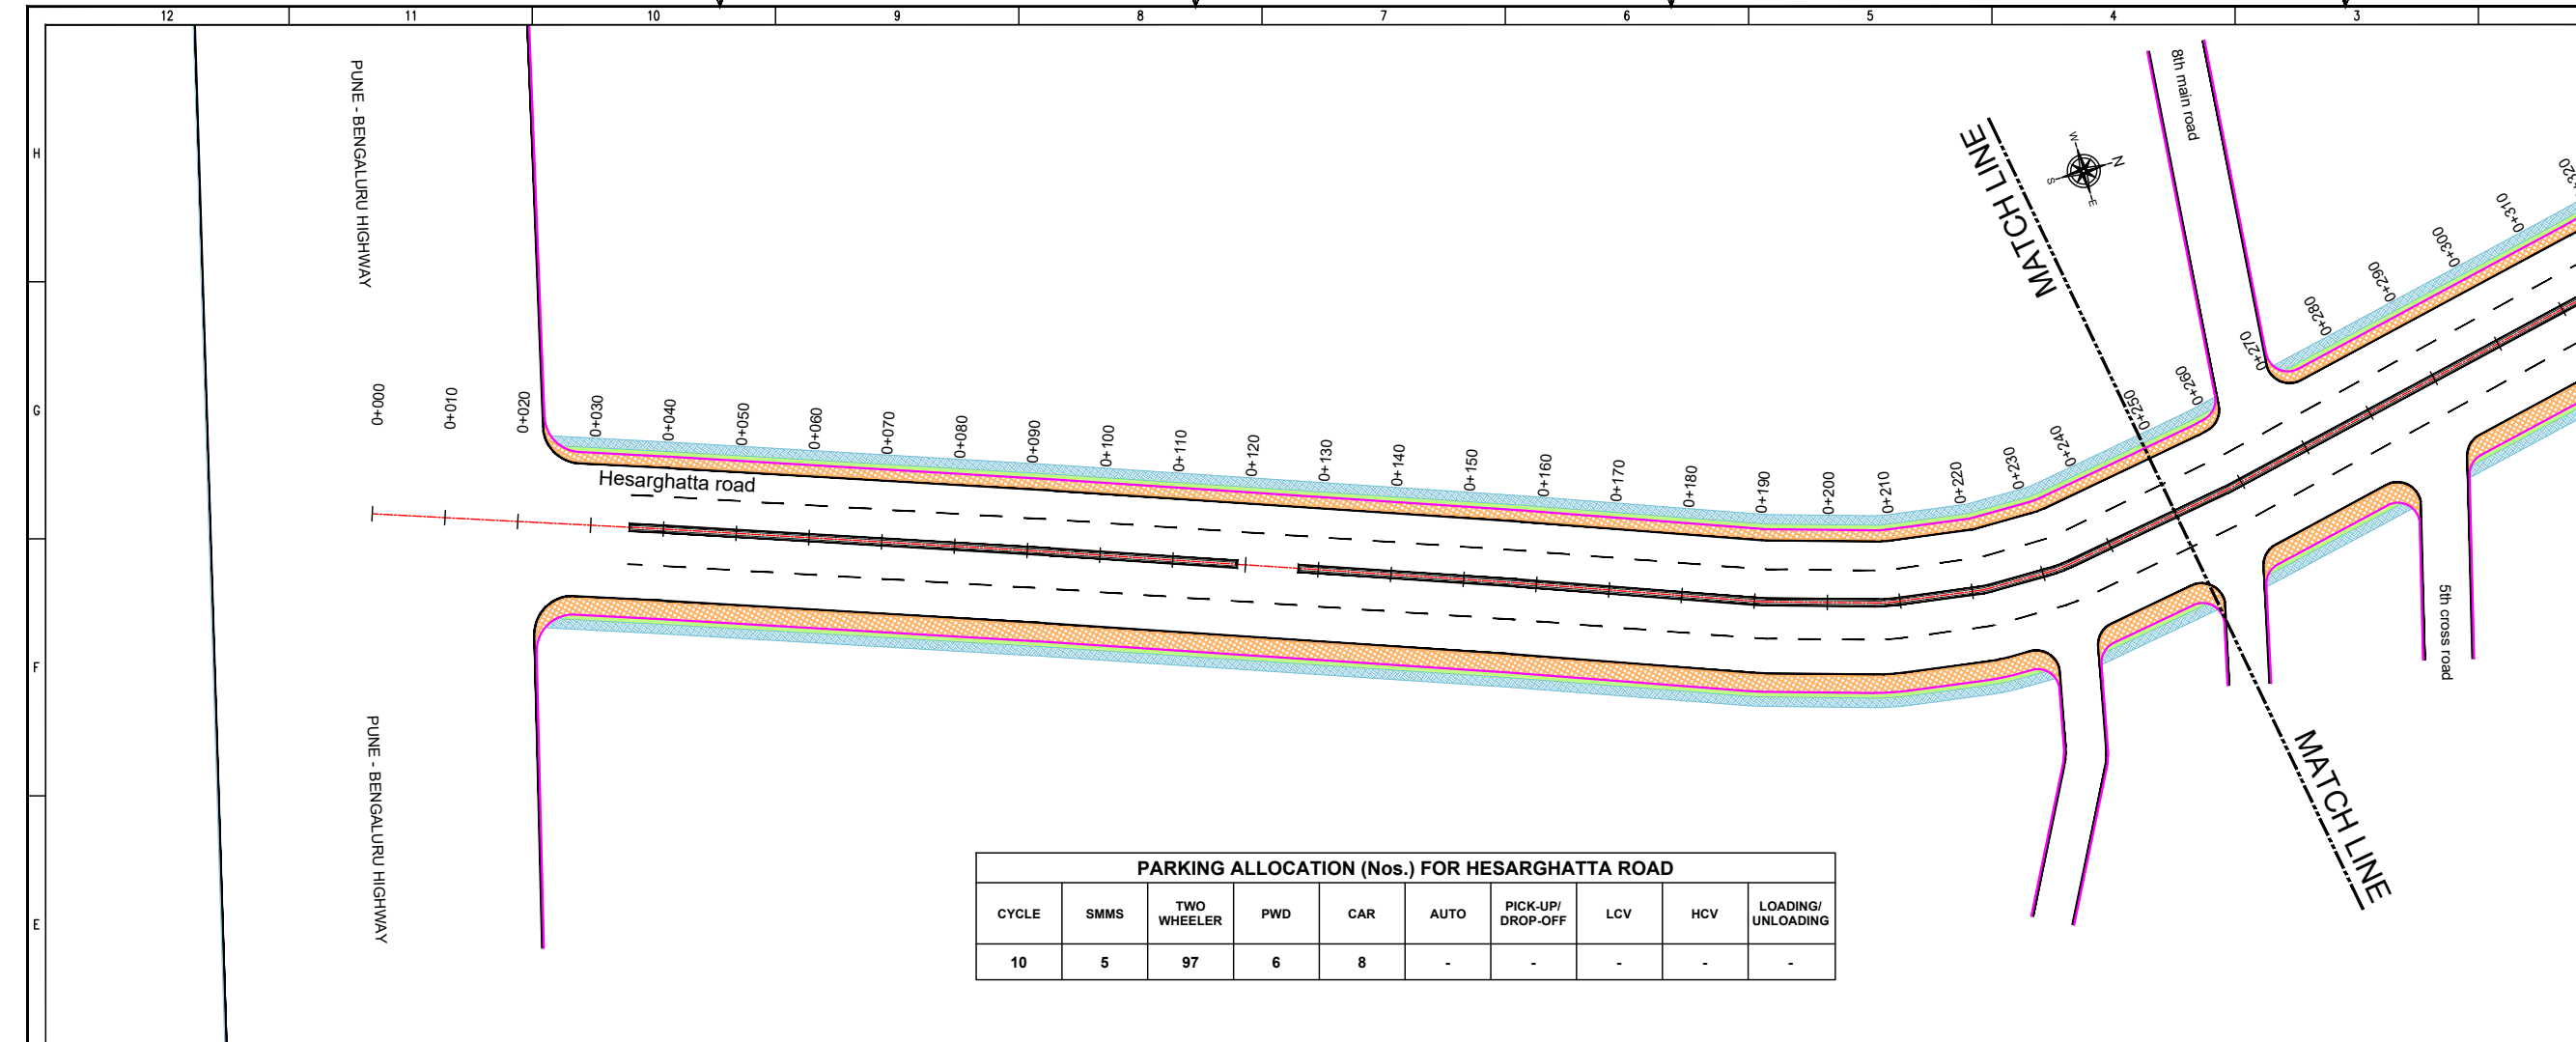 12 11 10 9 8 7 6 5 4 3
H
G
F
E
PUNE - BENGALURU HIGHWAY
PUNE - BENGALURU HIGHWAY
8th main road
MATCH LINE
W
N
S
E
0+000
0+010
0+020
0+030
0+040
0+050
0+060
0+070
0+080
0+090
0+100
0+110
0+120
0+130
0+140
0+150
0+160
0+170
0+180
0+190
0+200
0+210
0+220
0+230
0+240
0+250
0+260
0+270
0+280
0+290
0+300
0+310
Hesarghatta road
5th cross road
MATCH LINE
PARKING ALLOCATION (Nos.) FOR HESARGHATTA ROAD
CYCLE SMMS TWO WHEELER PWD CAR AUTO PICK-UP/ DROP-OFF LCV HCV LOADING/ UNLOADING
10 5 97 6 8 - - - - -